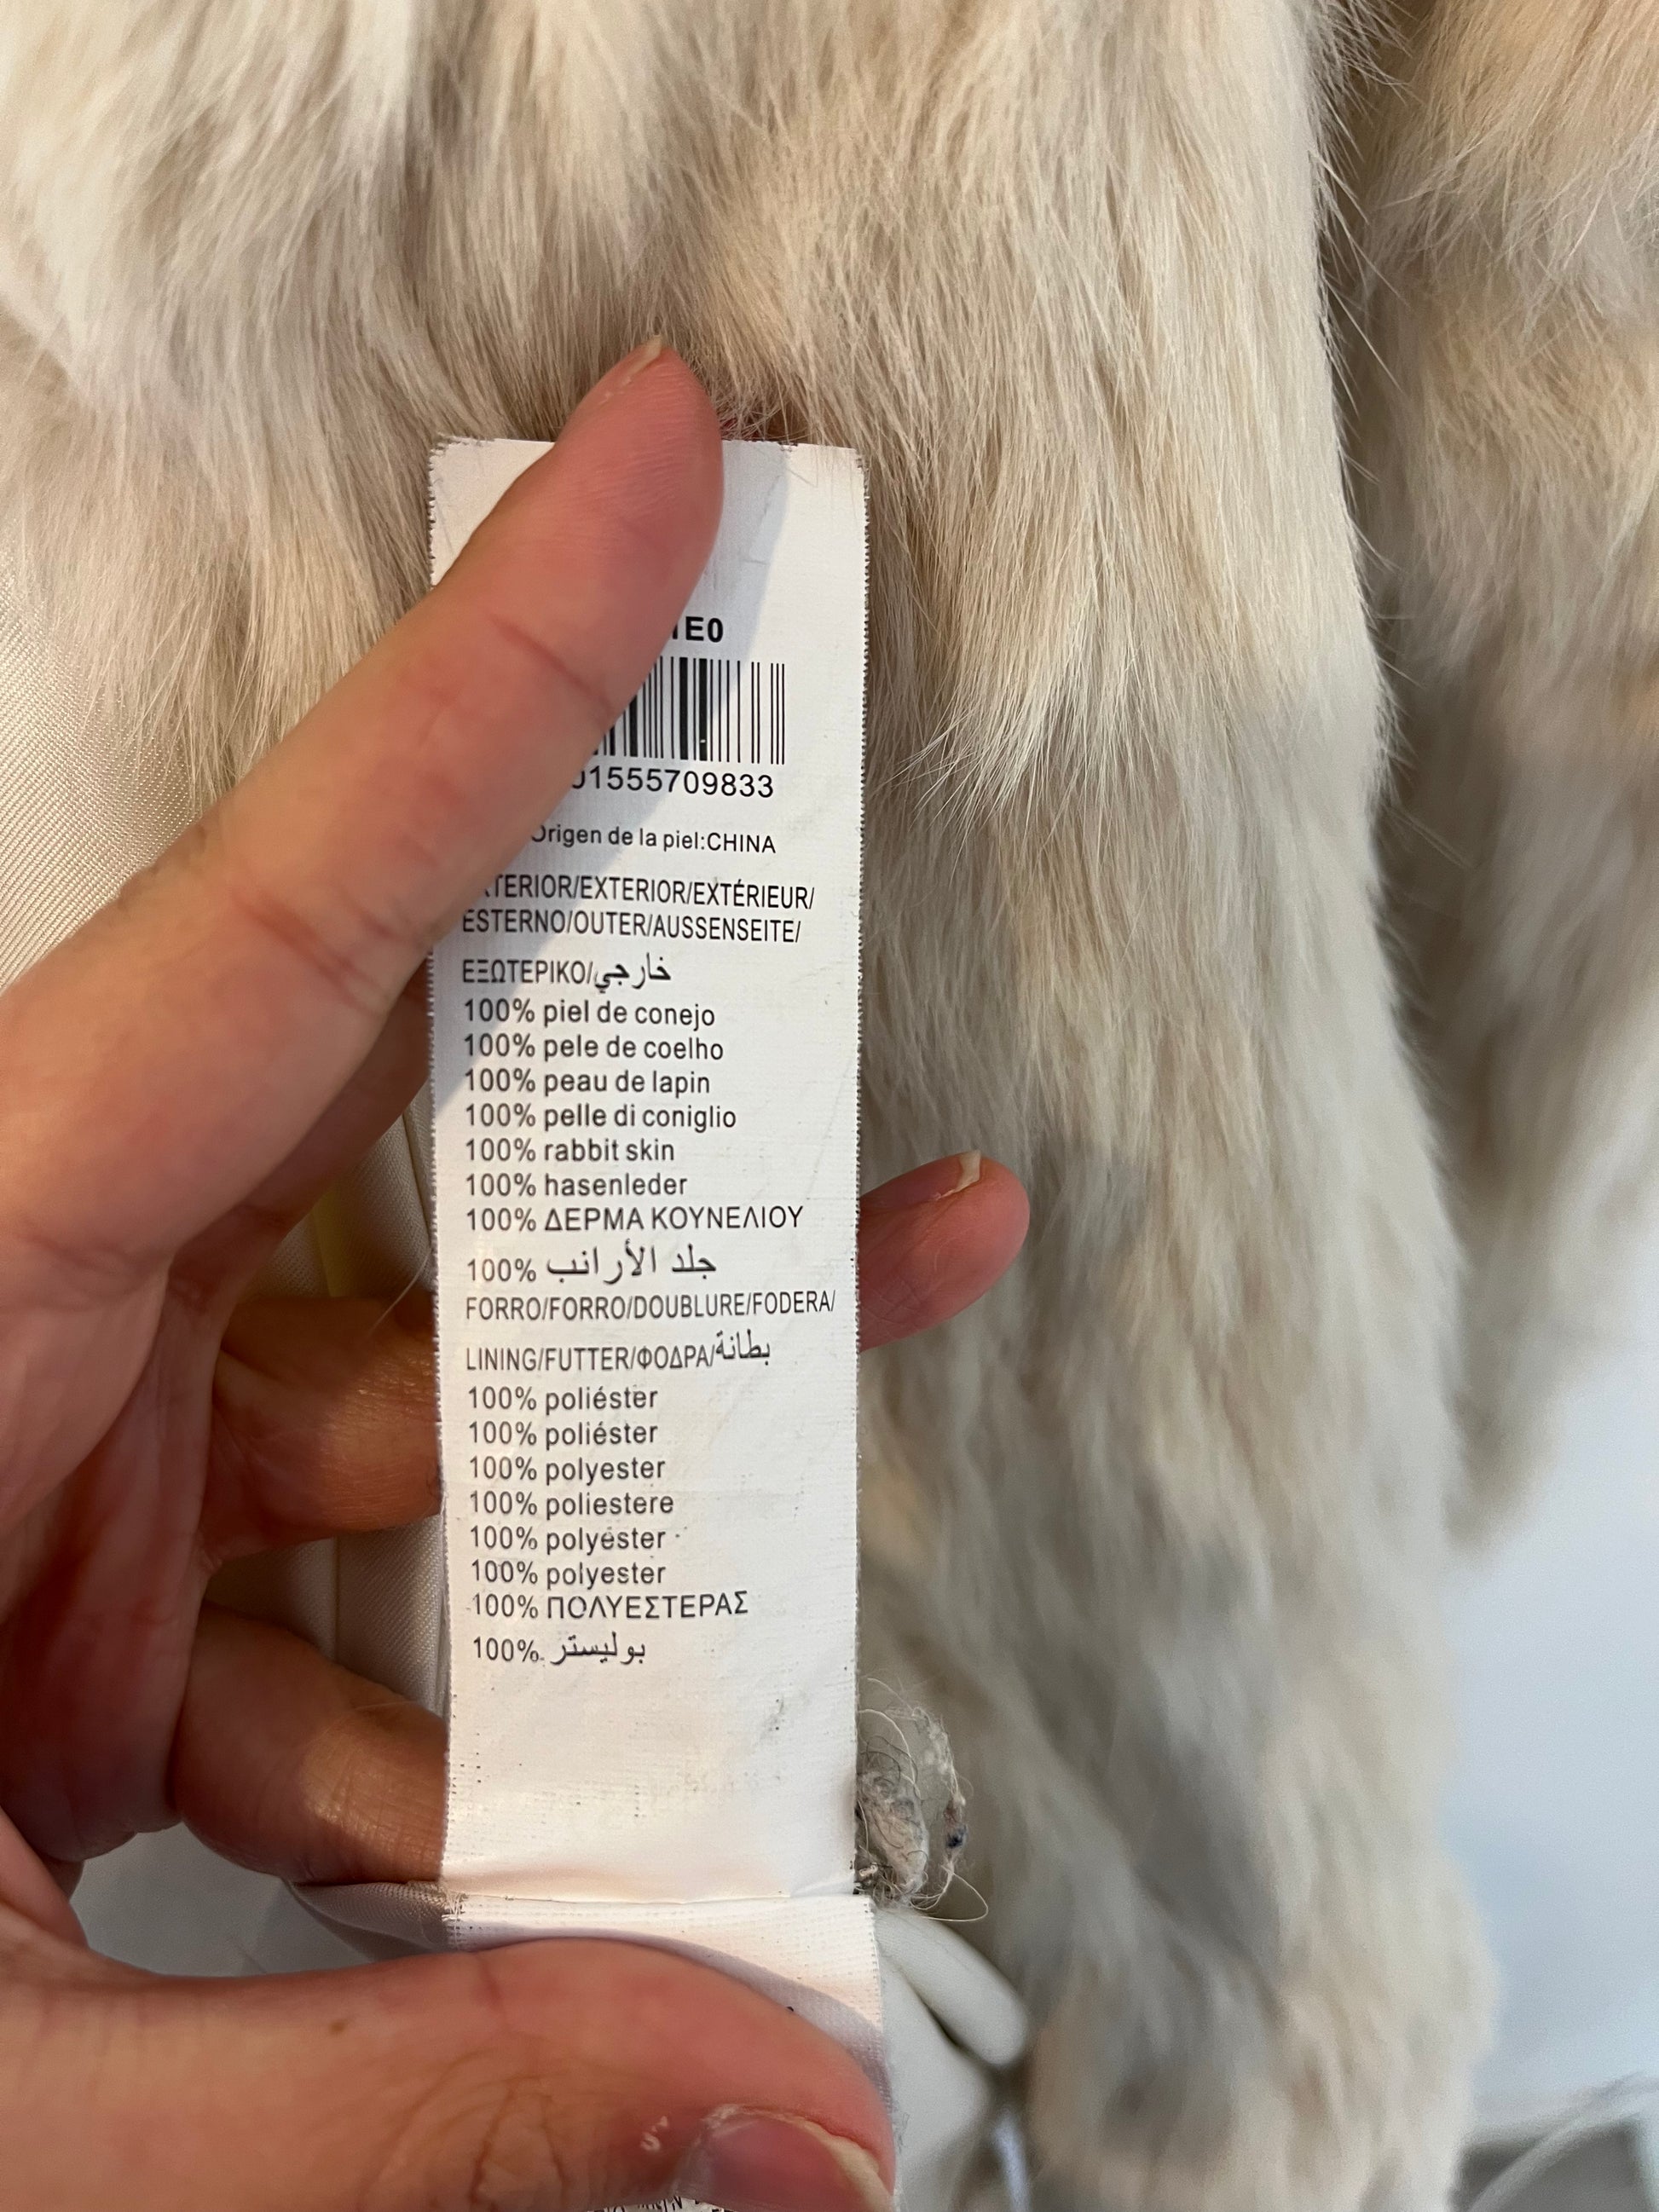 1E0
01555709833
Origen de la piel:CHINA
EXTERIOR/EXTERIOR/EXTÉRIEUR/
ESTERNO/OUTER/AUSSENSEITE/
ΕΞΩΤΕΡΙΚΟ/خارجي
100% piel de conejo
100% pele de coelho
100% peau de lapin
100% pelle di coniglio
100% rabbit skin
100% hasenleder
100% ΔΕΡΜΑ ΚΟΥΝΕΛΙΟΥ
100% جلد الأرانب
FORRO/FORRO/DOUBLURE/FODERA/
LINING/FUTTER/ΦΟΔΡΑ/بطانة
100% poliéster
100% poliéster
100% polyester
100% poliestere
100% polyester
100% polyester
100% ΠΟΛΥΕΣΤΕΡΑΣ
100% بوليستر